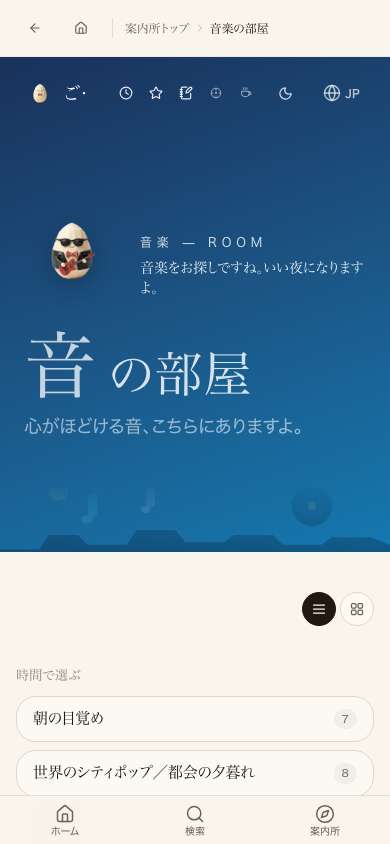 案内所トップ 音楽の部屋
ご· JP
音楽 — ROOM
音楽をお探しですね。いい夜になります
よ。
音の部屋
心がほどける音、こちらにありますよ。
時間で選ぶ
朝の目覚め 7
世界のシティポップ／都会の夕暮れ 8
ホーム 検索 案内所